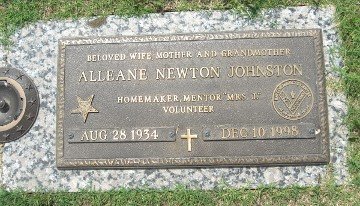 BELOVED WIFE MOTHER AND GRANDMOTHER
ALLEANE NEWTON JOHNSTON
HOMEMAKER, MENTOR "MRS. J."
VOLUNTEER
AUG 28 1934 DEC 10 1998